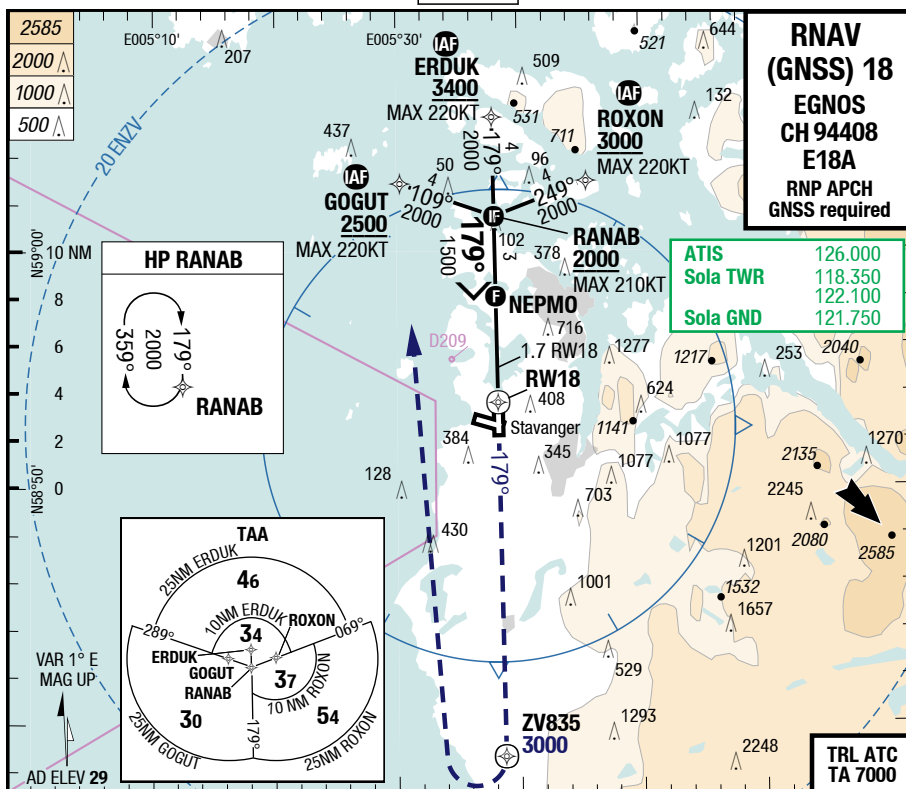 2585
2000
1000
500
E005°10'
E005°30'
207
IAF
ERDUK
3400
MAX 220KT
509
531
521
644
IAF
ROXON
3000
MAX 220KT
711
132
RNAV
(GNSS) 18
EGNOS
CH 94408
E18A
RNP APCH
GNSS required
20 ENZV
437
IAF
GOGUT
2500
MAX 220KT
50
4
109°
2000
179°
4
2000
96
4
249°
2000
IF
RANAB
2000
MAX 210KT
102
3
179°
1500
378
F
NEPMO
ATIS 126.000
Sola TWR 118.350
122.100
Sola GND 121.750
N59°00'
10 NM
8
6
4
2
0
N58°50'
HP RANAB
179°
2000
359°
RANAB
D209
716
1.7 RW18
1277
1217
253
2040
RW18
408
624
Stavanger
1141
384
345
1077
1077
1270
2135
179°
128
703
2245
2080
2585
430
1201
1001
1532
1657
529
TAA
25NM ERDUK
46
10NM ERDUK
34
289°
069°
ROXON
ERDUK
GOGUT
RANAB
37
10 NM ROXON
30
54
179°
25NM GOGUT
25NM ROXON
VAR 1° E
MAG UP
AD ELEV 29
ZV835
3000
1293
2248
TRL ATC
TA 7000